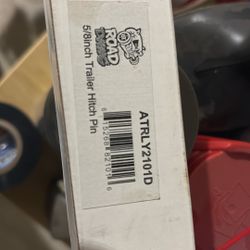 ROAD
5/8inch Trailer Hitch Pin
ATRLY2101D